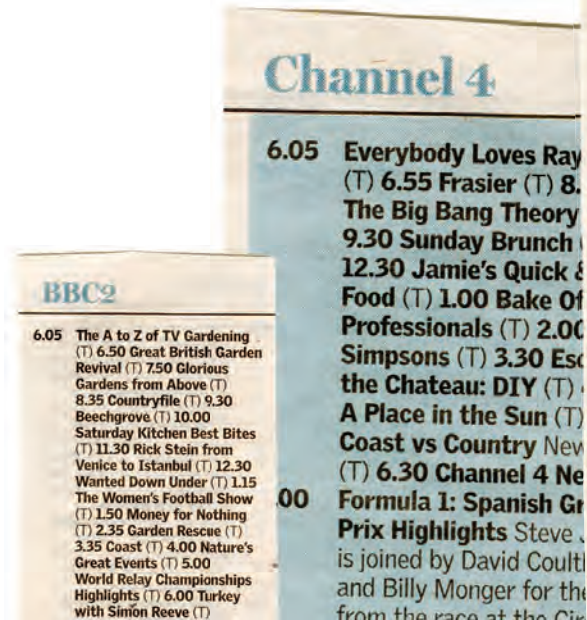 Channel 4
6.05 Everybody Loves Ray
(T) 6.55 Frasier (T) 8.
The Big Bang Theory
9.30 Sunday Brunch
12.30 Jamie's Quick &
Food (T) 1.00 Bake Of
Professionals (T) 2.00
Simpsons (T) 3.30 Esc
the Chateau: DIY (T)
A Place in the Sun (T)
Coast vs Country New
(T) 6.30 Channel 4 Ne
.00 Formula 1: Spanish Gr
Prix Highlights Steve
is joined by David Coult
and Billy Monger for the
from the race at the Cir
BBC2
6.05 The A to Z of TV Gardening
(T) 6.50 Great British Garden
Revival (T) 7.50 Glorious
Gardens from Above (T)
8.35 Countryfile (T) 9.30
Beechgrove (T) 10.00
Saturday Kitchen Best Bites
(T) 11.30 Rick Stein from
Venice to Istanbul (T) 12.30
Wanted Down Under (T) 1.15
The Women's Football Show
(T) 1.50 Money for Nothing
(T) 2.35 Garden Rescue (T)
3.35 Coast (T) 4.00 Nature's
Great Events (T) 5.00
World Relay Championships
Highlights (T) 6.00 Turkey
with Simon Reeve (T)